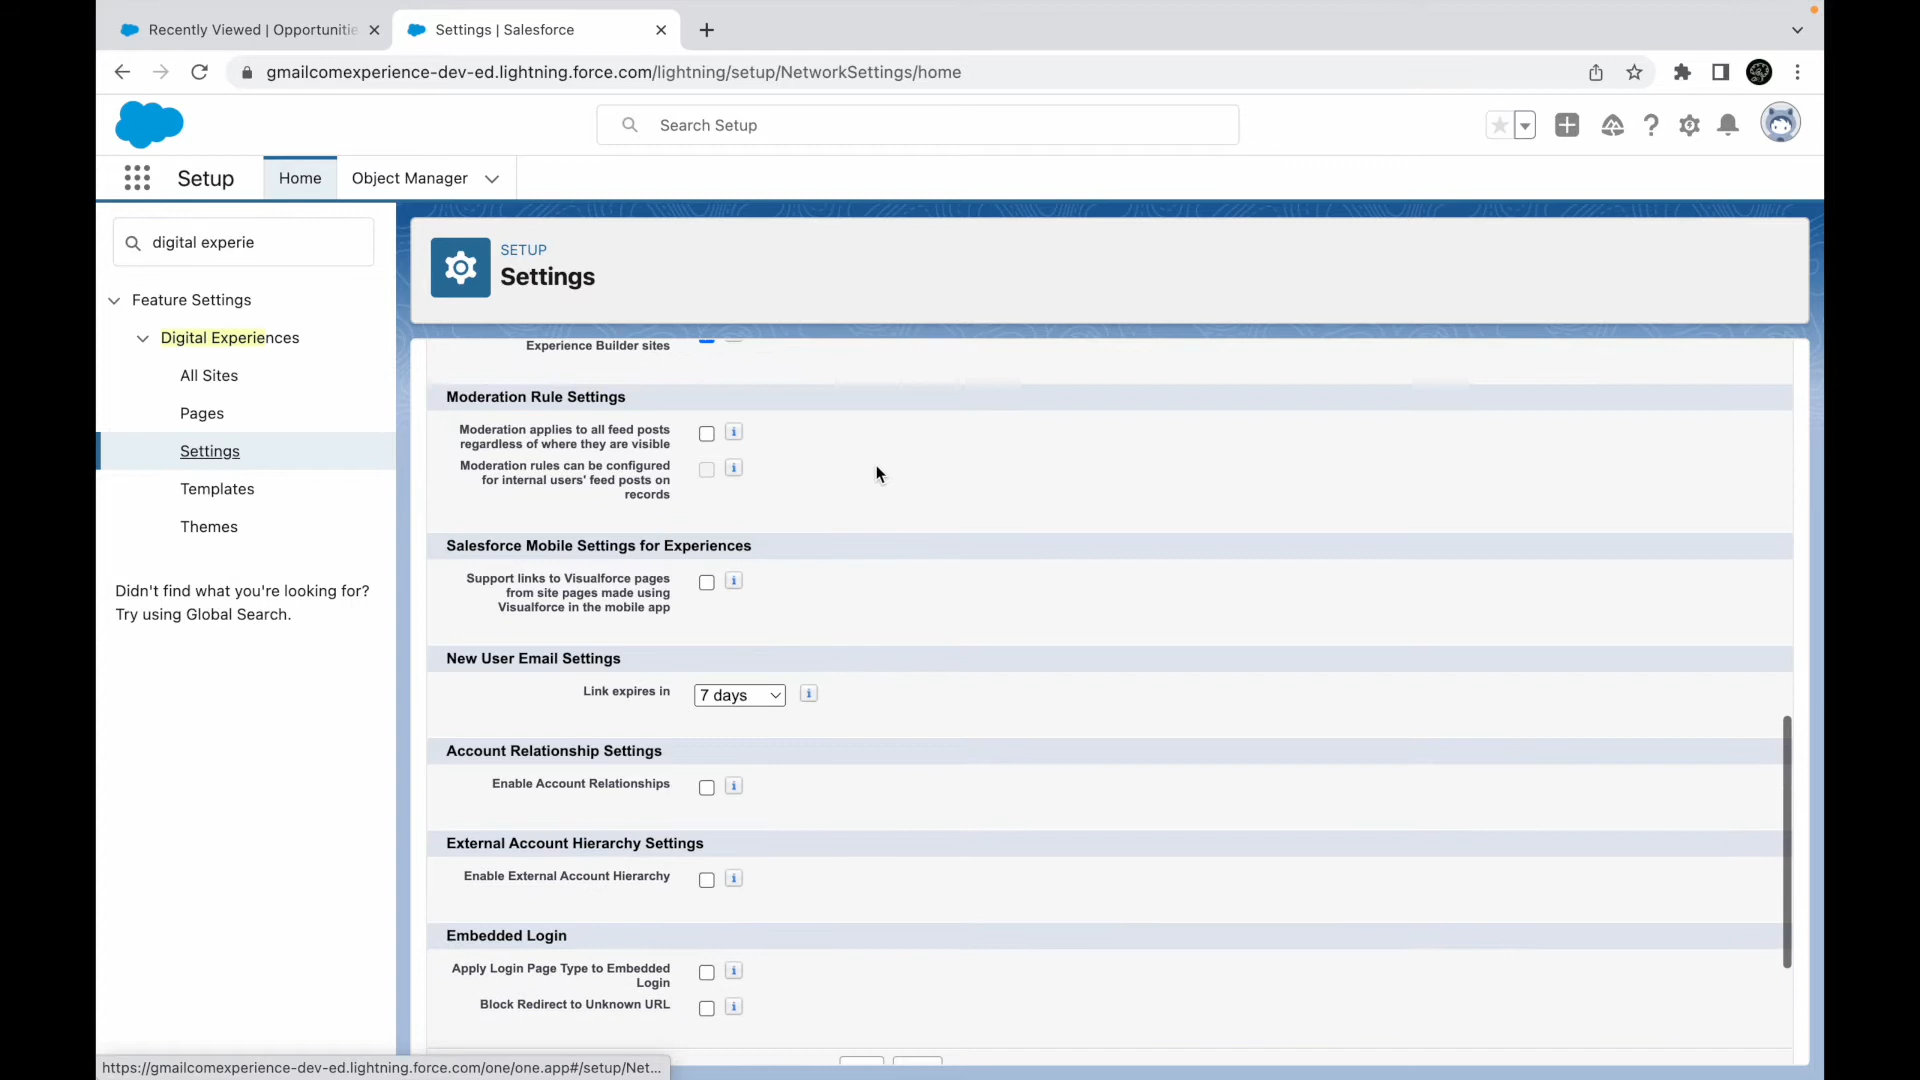 Recently Viewed | Opportunitie
Settings | Salesforce
gmailcomexperience-dev-ed.lightning.force.com/lightning/setup/NetworkSettings/home
Search Setup
Setup
Home
Object Manager
digital experie
Feature Settings
Digital Experiences
All Sites
Pages
Settings
Templates
Themes
Didn't find what you're looking for?
Try using Global Search.
SETUP
Settings
Experience Builder sites
Moderation Rule Settings
Moderation applies to all feed posts
regardless of where they are visible
Moderation rules can be configured
for internal users' feed posts on
records
Salesforce Mobile Settings for Experiences
Support links to Visualforce pages
from site pages made using
Visualforce in the mobile app
New User Email Settings
Link expires in
7 days
Account Relationship Settings
Enable Account Relationships
External Account Hierarchy Settings
Enable External Account Hierarchy
Embedded Login
Apply Login Page Type to Embedded
Login
Block Redirect to Unknown URL
https://gmailcomexperience-dev-ed.lightning.force.com/one/one.app#/setup/Net...